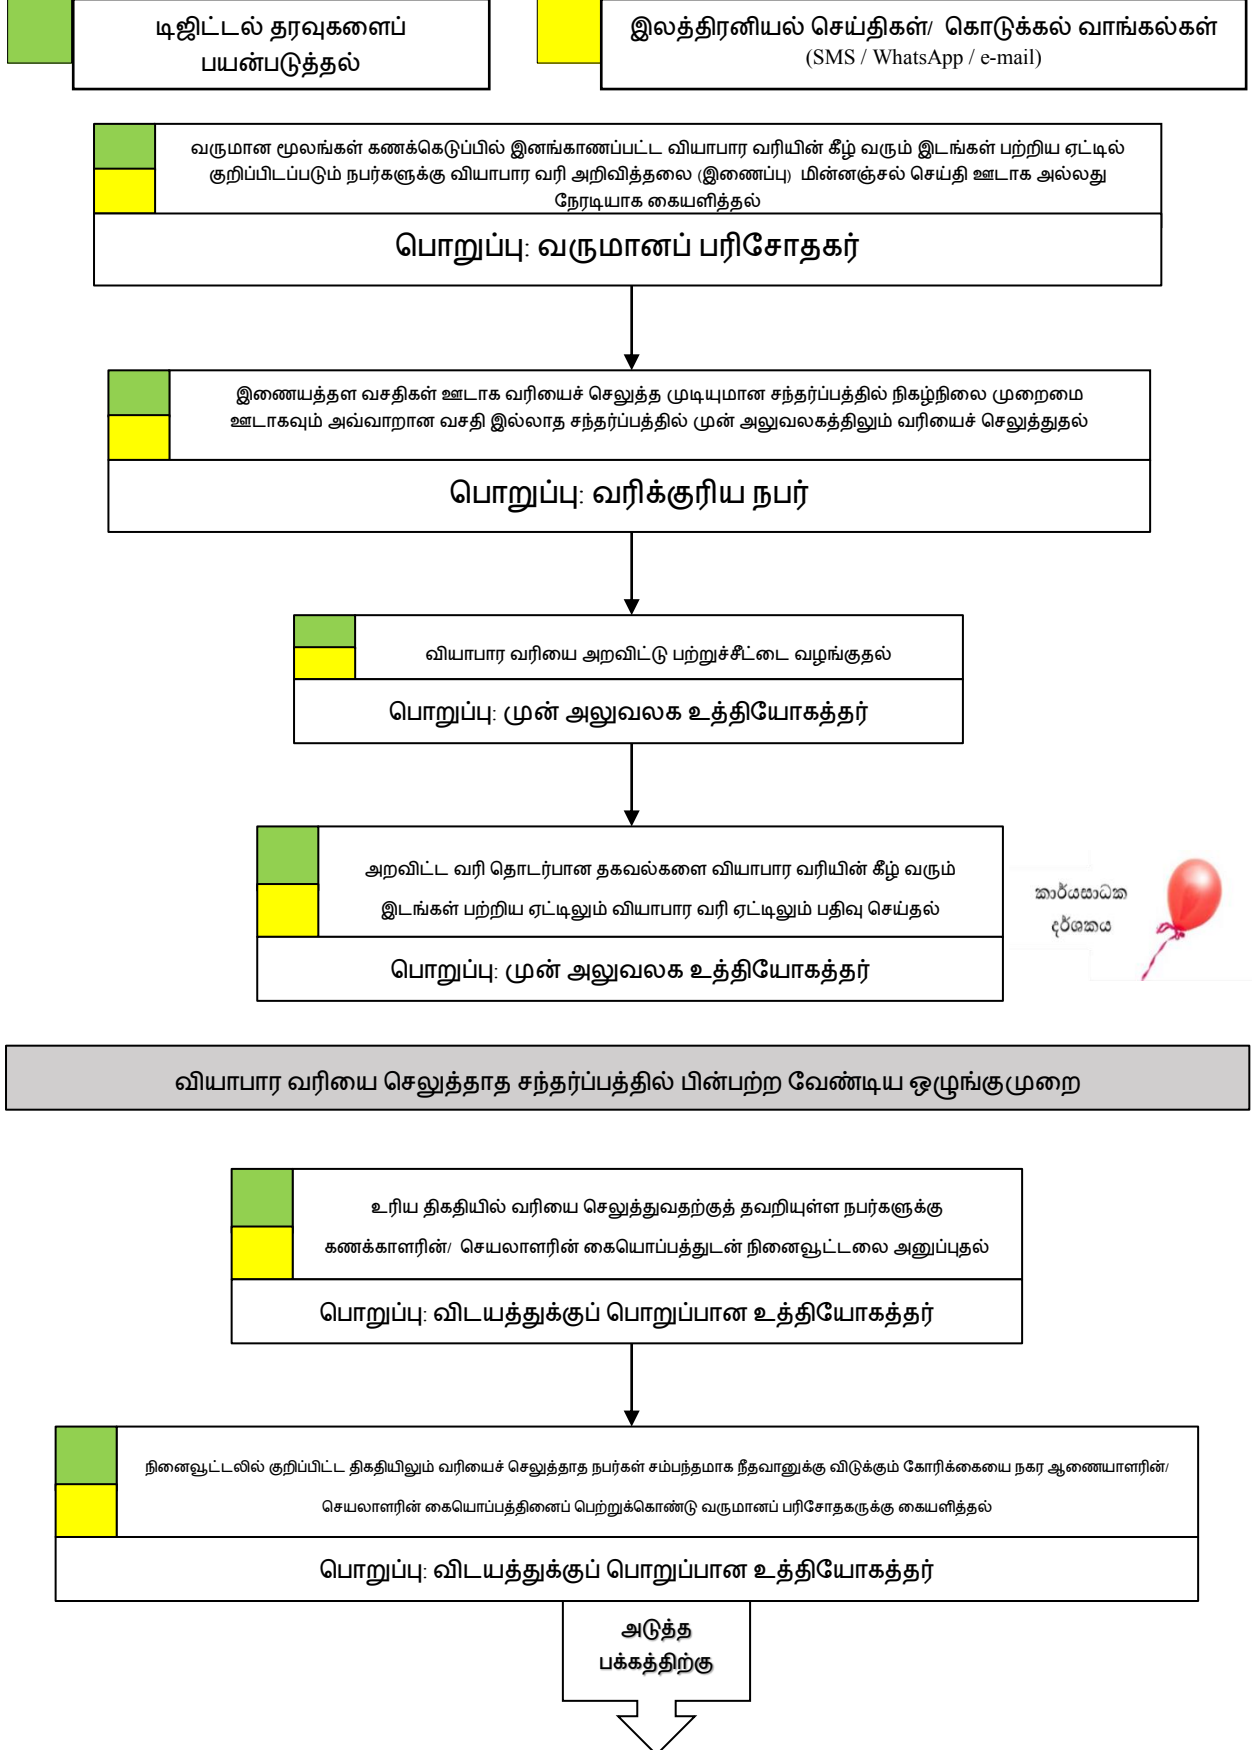 டிஜிட்டல் தரவுகளைப்
பயன்படுத்தல்
இலத்திரனியல் செய்திகள்/ கொடுக்கல் வாங்கல்கள்
(SMS / WhatsApp / e-mail)
வருமான மூலங்கள் கணக்கெடுப்பில் இனங்காணப்பட்ட வியாபார வரியின் கீழ் வரும் இடங்கள் பற்றிய ஏட்டில்
குறிப்பிடப்படும் நபர்களுக்கு வியாபார வரி அறிவித்தலை (இணைப்பு) மின்னஞ்சல் செய்தி ஊடாக அல்லது
நேரடியாக கையளித்தல்
பொறுப்பு: வருமானப் பரிசோதகர்
இணையத்தள வசதிகள் ஊடாக வரியைச் செலுத்த முடியுமான சந்தர்ப்பத்தில் நிகழ்நிலை முறைமை
ஊடாகவும் அவ்வாறான வசதி இல்லாத சந்தர்ப்பத்தில் முன் அலுவலகத்திலும் வரியைச் செலுத்துதல்
பொறுப்பு: வரிக்குரிய நபர்
வியாபார வரியை அறவிட்டு பற்றுச்சீட்டை வழங்குதல்
பொறுப்பு: முன் அலுவலக உத்தியோகத்தர்
அறவிட்ட வரி தொடர்பான தகவல்களை வியாபார வரியின் கீழ் வரும்
இடங்கள் பற்றிய ஏட்டிலும் வியாபார வரி ஏட்டிலும் பதிவு செய்தல்
பொறுப்பு: முன் அலுவலக உத்தியோகத்தர்
කාර්යසාධක
දර්ශකය
வியாபார வரியை செலுத்தாத சந்தர்ப்பத்தில் பின்பற்ற வேண்டிய ஒழுங்குமுறை
உரிய திகதியில் வரியை செலுத்துவதற்குத் தவறியுள்ள நபர்களுக்கு
கணக்காளரின்/ செயலாளரின் கையொப்பத்துடன் நினைவூட்டலை அனுப்புதல்
பொறுப்பு: விடயத்துக்குப் பொறுப்பான உத்தியோகத்தர்
நினைவூட்டலில் குறிப்பிட்ட திகதியிலும் வரியைச் செலுத்தாத நபர்கள் சம்பந்தமாக நீதவானுக்கு விடுக்கும் கோரிக்கையை நகர ஆணையாளரின்/
செயலாளரின் கையொப்பத்தினைப் பெற்றுக்கொண்டு வருமானப் பரிசோதகருக்கு கையளித்தல்
பொறுப்பு: விடயத்துக்குப் பொறுப்பான உத்தியோகத்தர்
அடுத்த
பக்கத்திற்கு